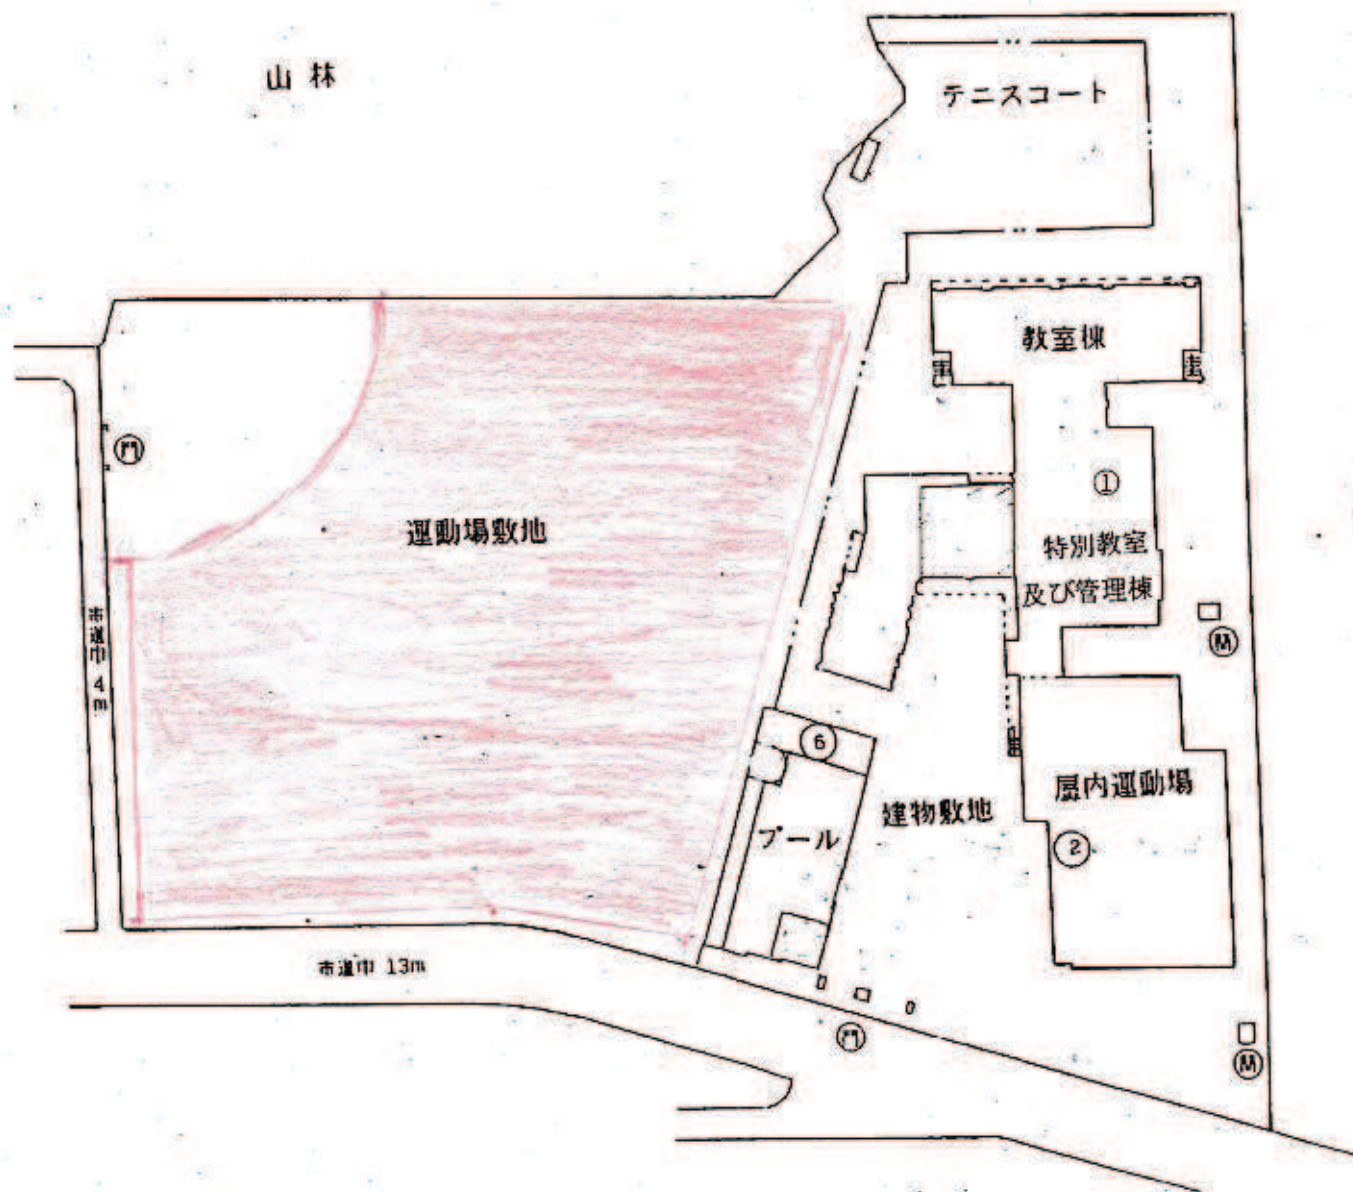 山林
テニスコート
教室棟
門
①
運動場敷地
特別教室
及び管理棟
市道巾 4m
M
⑥
屋内運動場
建物敷地
プール
②
市道巾 13m
門
M